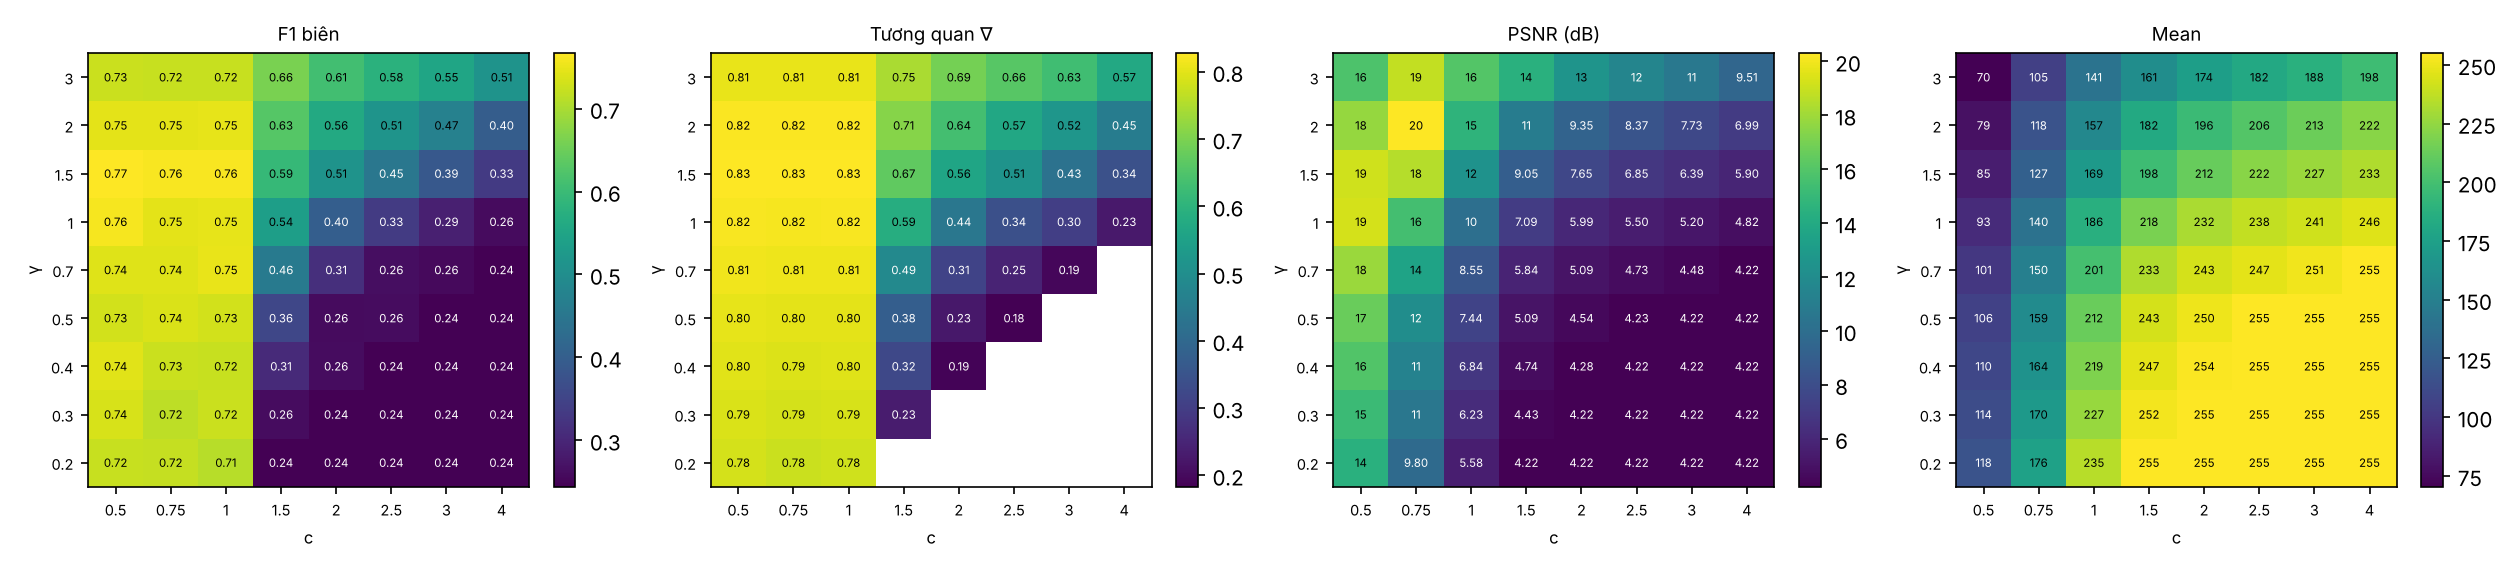 F1 biên
3 0.73 0.72 0.72 0.66 0.61 0.58 0.55 0.51
2 0.75 0.75 0.75 0.63 0.56 0.51 0.47 0.40
1.5 0.77 0.76 0.76 0.59 0.51 0.45 0.39 0.33
1 0.76 0.75 0.75 0.54 0.40 0.33 0.29 0.26
γ
0.7 0.74 0.74 0.75 0.46 0.31 0.26 0.26 0.24
0.5 0.73 0.74 0.73 0.36 0.26 0.26 0.24 0.24
0.4 0.74 0.73 0.72 0.31 0.26 0.24 0.24 0.24
0.3 0.74 0.72 0.72 0.26 0.24 0.24 0.24 0.24
0.2 0.72 0.72 0.71 0.24 0.24 0.24 0.24 0.24
0.5 0.75 1 1.5 2 2.5 3 4
c
0.7
0.6
0.5
0.4
0.3
Tương quan ∇
3 0.81 0.81 0.81 0.75 0.69 0.66 0.63 0.57
2 0.82 0.82 0.82 0.71 0.64 0.57 0.52 0.45
1.5 0.83 0.83 0.83 0.67 0.56 0.51 0.43 0.34
1 0.82 0.82 0.82 0.59 0.44 0.34 0.30 0.23
γ
0.7 0.81 0.81 0.81 0.49 0.31 0.25 0.19
0.5 0.80 0.80 0.80 0.38 0.23 0.18
0.4 0.80 0.79 0.80 0.32 0.19
0.3 0.79 0.79 0.79 0.23
0.2 0.78 0.78 0.78
0.5 0.75 1 1.5 2 2.5 3 4
c
0.8
0.7
0.6
0.5
0.4
0.3
0.2
PSNR (dB)
3 16 19 16 14 13 12 11 9.51
2 18 20 15 11 9.35 8.37 7.73 6.99
1.5 19 18 12 9.05 7.65 6.85 6.39 5.90
1 19 16 10 7.09 5.99 5.50 5.20 4.82
γ
0.7 18 14 8.55 5.84 5.09 4.73 4.48 4.22
0.5 17 12 7.44 5.09 4.54 4.23 4.22 4.22
0.4 16 11 6.84 4.74 4.28 4.22 4.22 4.22
0.3 15 11 6.23 4.43 4.22 4.22 4.22 4.22
0.2 14 9.80 5.58 4.22 4.22 4.22 4.22 4.22
0.5 0.75 1 1.5 2 2.5 3 4
c
20
18
16
14
12
10
8
6
Mean
3 70 105 141 161 174 182 188 198
2 79 118 157 182 196 206 213 222
1.5 85 127 169 198 212 222 227 233
1 93 140 186 218 232 238 241 246
γ
0.7 101 150 201 233 243 247 251 255
0.5 106 159 212 243 250 255 255 255
0.4 110 164 219 247 254 255 255 255
0.3 114 170 227 252 255 255 255 255
0.2 118 176 235 255 255 255 255 255
0.5 0.75 1 1.5 2 2.5 3 4
c
250
225
200
175
150
125
100
75